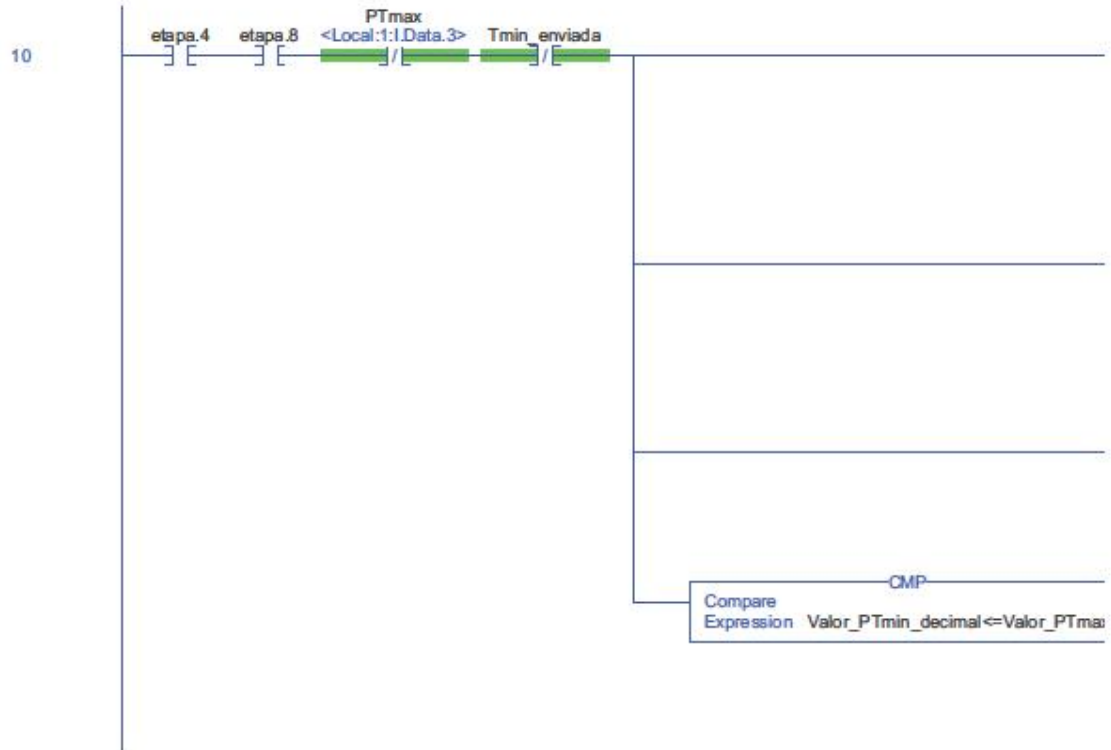 PTmax
etapa.4 etapa.8 <Local:1:I.Data.3> Tmin_enviada
10
CMP
Compare
Expression Valor_PTmin_decimal<=Valor_PTmax